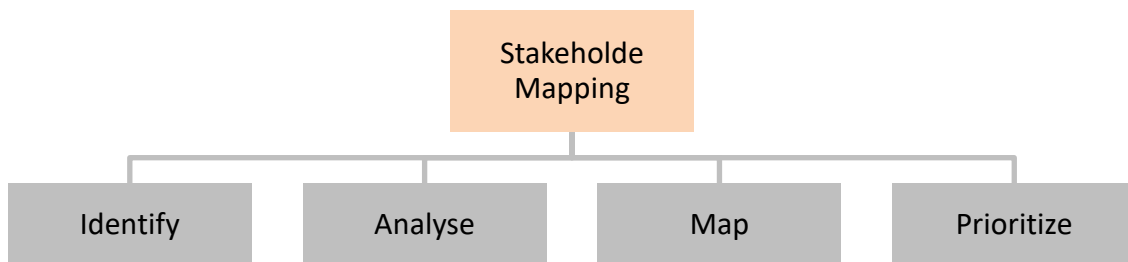 Stakeholde
Mapping
Identify
Analyse
Map
Prioritize